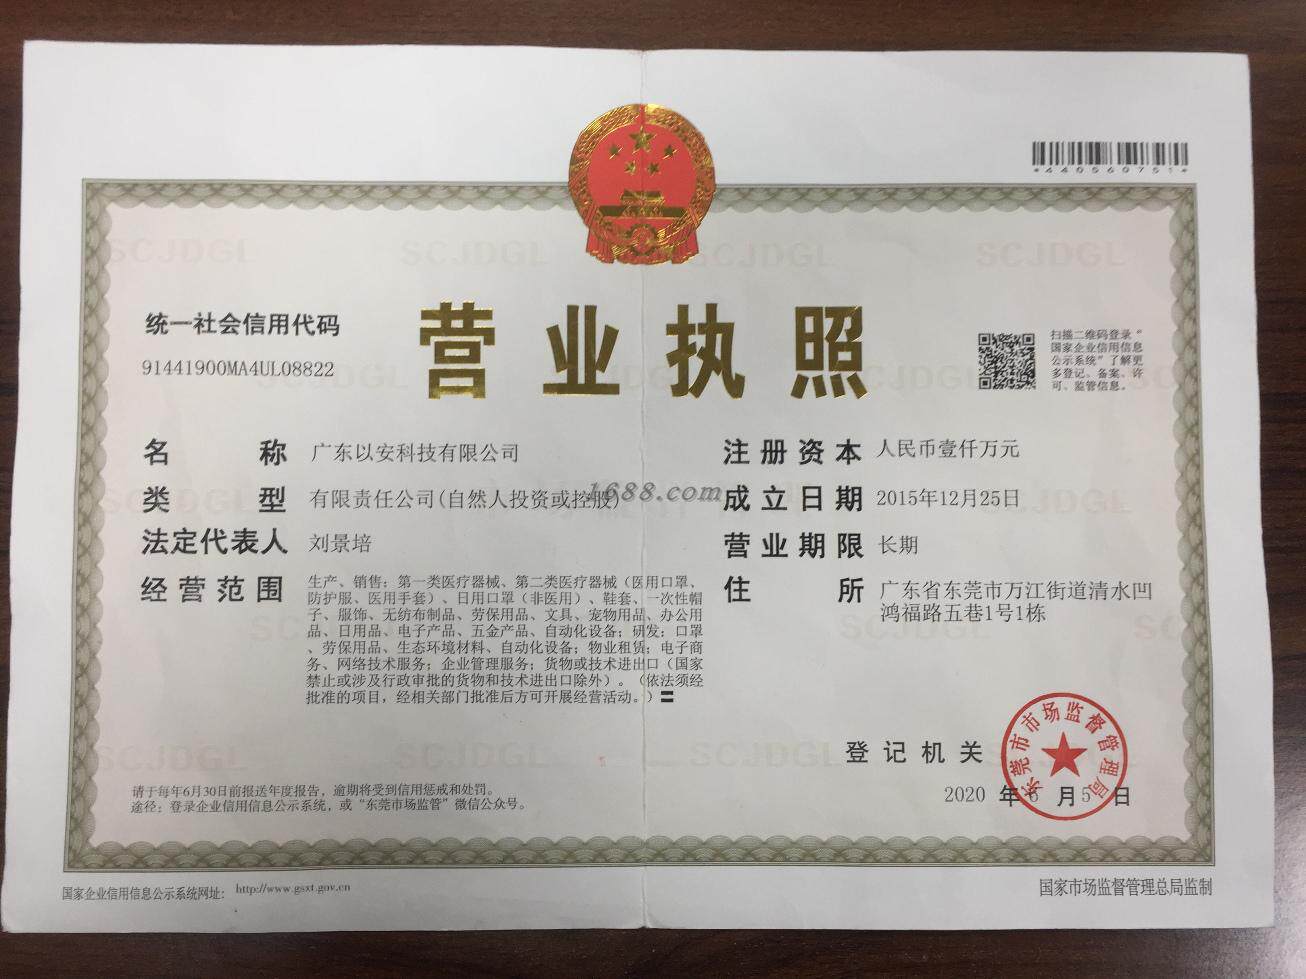 *440560751*
SCJDGL SCJDGL SCJDGL SCJDGL
统一社会信用代码
91441900MA4UL08822
营业执照
扫描二维码登录“
国家企业信用信息
公示系统”了解更
多登记、备案、许
可、监管信息。
名称 广东以安科技有限公司
类型 有限责任公司(自然人投资或控股)
法定代表人 刘景培
经营范围 生产、销售：第一类医疗器械、第二类医疗器械（医用口罩、
防护服、医用手套）、日用口罩（非医用）、鞋套、一次性帽
子、服饰、无纺布制品、劳保用品、文具、宠物用品、办公用
品、日用品、电子产品、五金产品、自动化设备；研发：口罩
、劳保用品、生态环境材料、自动化设备；物业租赁；电子商
务、网络技术服务；企业管理服务；货物或技术进出口（国家
禁止或涉及行政审批的货物和技术进出口除外）。（依法须经
批准的项目，经相关部门批准后方可开展经营活动。）〓
注册资本 人民币壹仟万元
成立日期 2015年12月25日
营业期限 长期
住所 广东省东莞市万江街道清水凹
鸿福路五巷1号1栋
1688.com
登记机关
东莞市市场监督管理局
2020 年 6 月 5 日
请于每年6月30日前报送年度报告，逾期将受到信用惩戒和处罚。
途径：登录企业信用信息公示系统，或“东莞市场监管”微信公众号。
国家企业信用信息公示系统网址： http://www.gsxt.gov.cn
国家市场监督管理总局监制